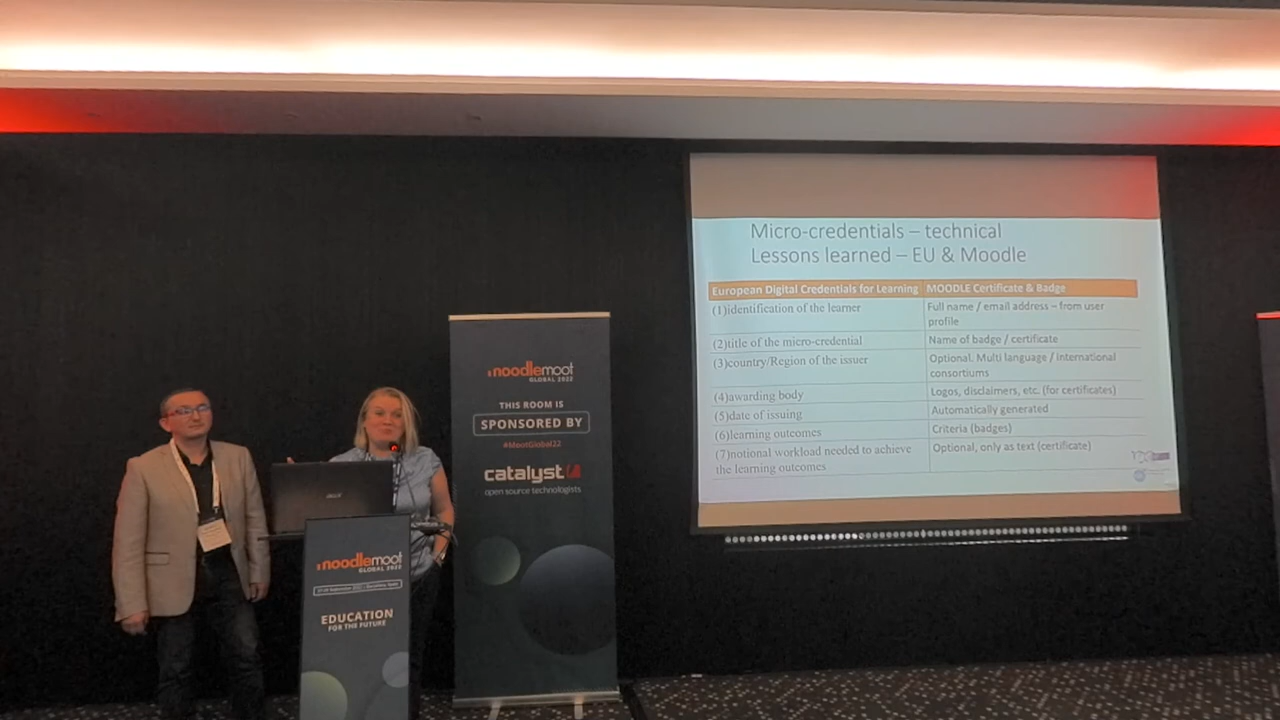 Micro-credentials – technical
Lessons learned – EU & Moodle
European Digital Credentials for Learning
MOODLE Certificate & Badge
(1)identification of the learner
Full name / email address – from user
profile
(2)title of the micro-credential
Name of badge / certificate
(3)country/Region of the issuer
Optional. Multi language / International
consortiums
(4)awarding body
Logos, disclaimers, etc. (for certificates)
(5)date of issuing
Automatically generated
(6)learning outcomes
Criteria (badges)
(7)notional workload needed to achieve
the learning outcomes
Optional, only as text (certificate)
moodlemoot
GLOBAL 2022
THIS ROOM IS
SPONSORED BY
#MootGlobal22
catalyst
open source technologists
acer
moodlemoot
GLOBAL 2022
EDUCATION
FOR THE FUTURE